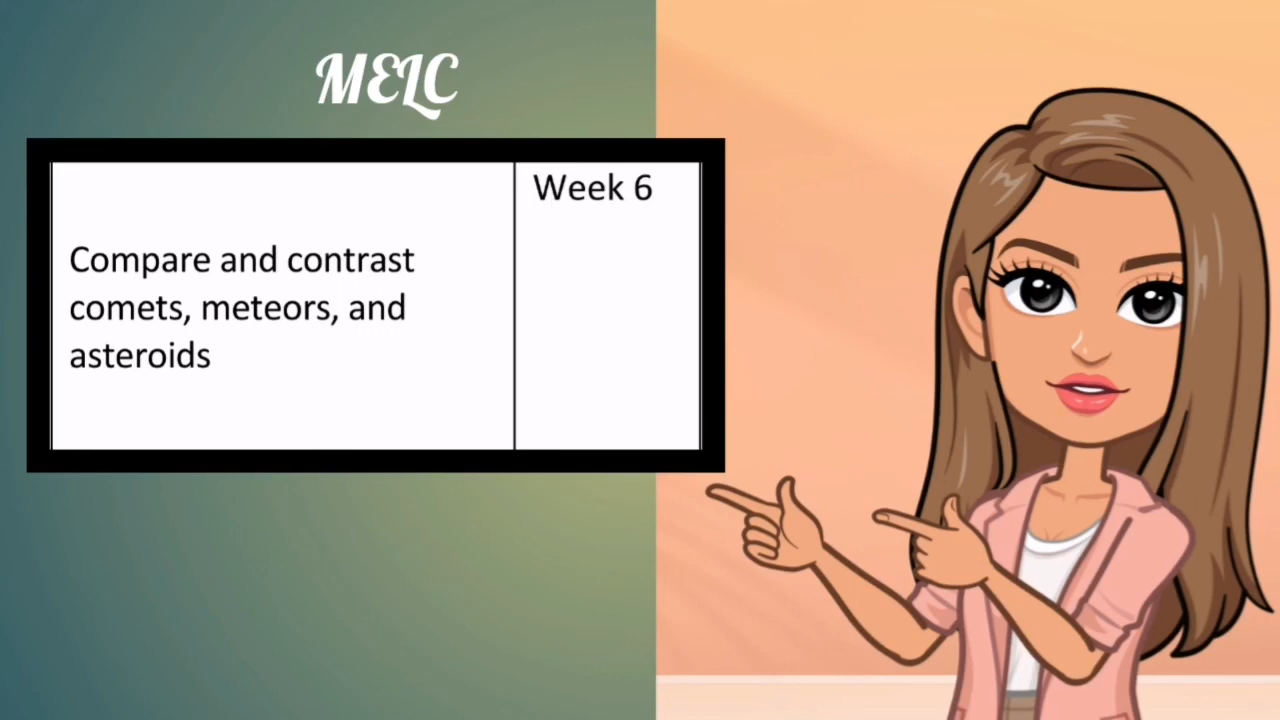 MELC
Week 6
Compare and contrast
comets, meteors, and
asteroids